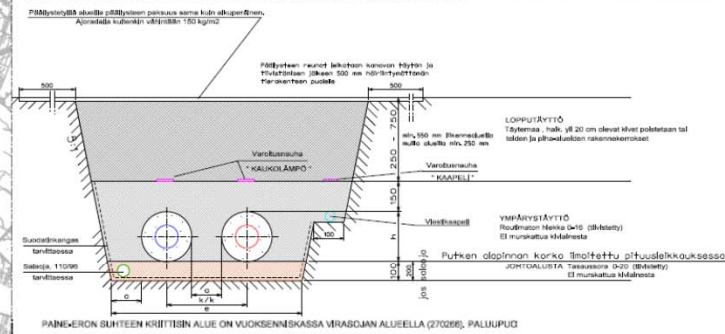 Päällystetyillä alueilla päällysteen paksuus sama kuin alkuperäinen.
Ajoradalla kuitenkin vähintään 150 kg/m2
Päällysteen reunat leikataan kanavan täytön ja
tiivistämisen jälkeen 500 mm häiriintymättömän
tierakenteen puolelle
500
500
LOPPUTÄYTTÖ
Täytemaa, halk. yli 20 cm olevat kivet poistetaan tai
teiden ja piha-alueiden rakennekerrokset
min. 550 mm liikennealueilla
muilla alueilla min. 250 mm
250 - 750
Varoitusnauha
" KAUKOLÄMPÖ "
Varoitusnauha
" KAAPELI "
150
Viestikaapeli
100
YMPÄRYSTÄYTTÖ
Routimaton hiekka 0-16 (tiivistetty)
Ei murskattua kiviainesta
h
Suodatinkangas
tarvittaessa
Salaoja, 110/95
tarvittaessa
Putken alapinnan korko ilmoitettu pituusleikkauksessa
JOHTOALUSTA Tasaussora 0-20 (tiivistetty)
Ei murskattua kiviainesta
100
200
jos salaoja
a
a
k/k
e
PAINE-ERON SUHTEEN KRIITTISIN ALUE ON VUOKSENNISKASSA VIRASOJAN ALUEELLA (270266). PALUUPUO